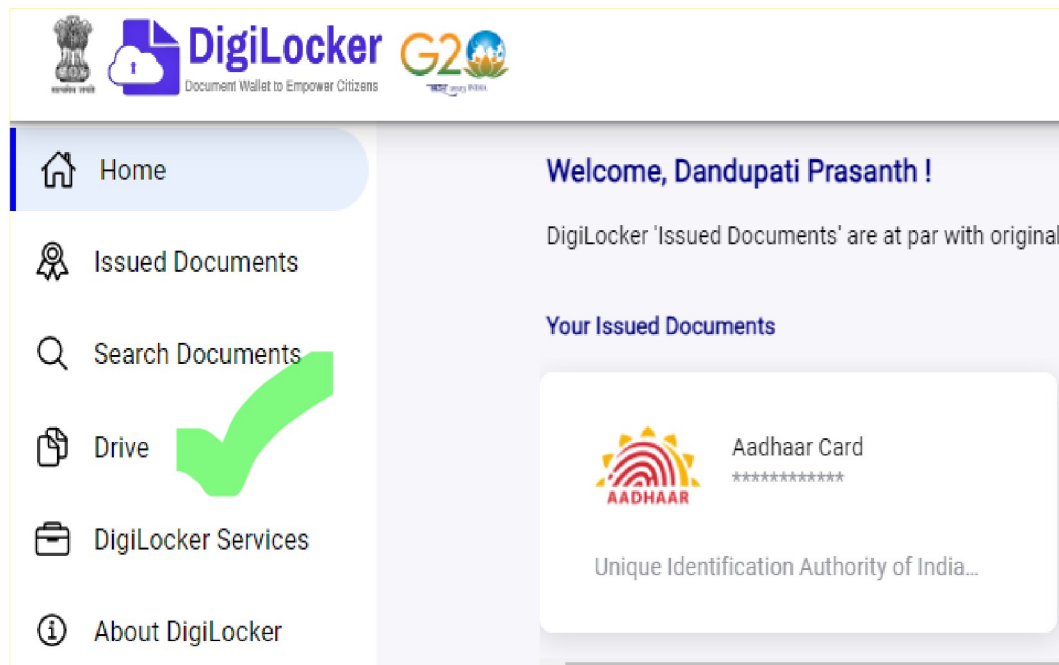 DigiLocker
Document Wallet to Empower Citizens
G20
Home
Issued Documents
Search Documents
Drive
DigiLocker Services
About DigiLocker
Welcome, Dandupati Prasanth !
DigiLocker 'Issued Documents' are at par with original
Your Issued Documents
AADHAAR
Aadhaar Card
************
Unique Identification Authority of India...